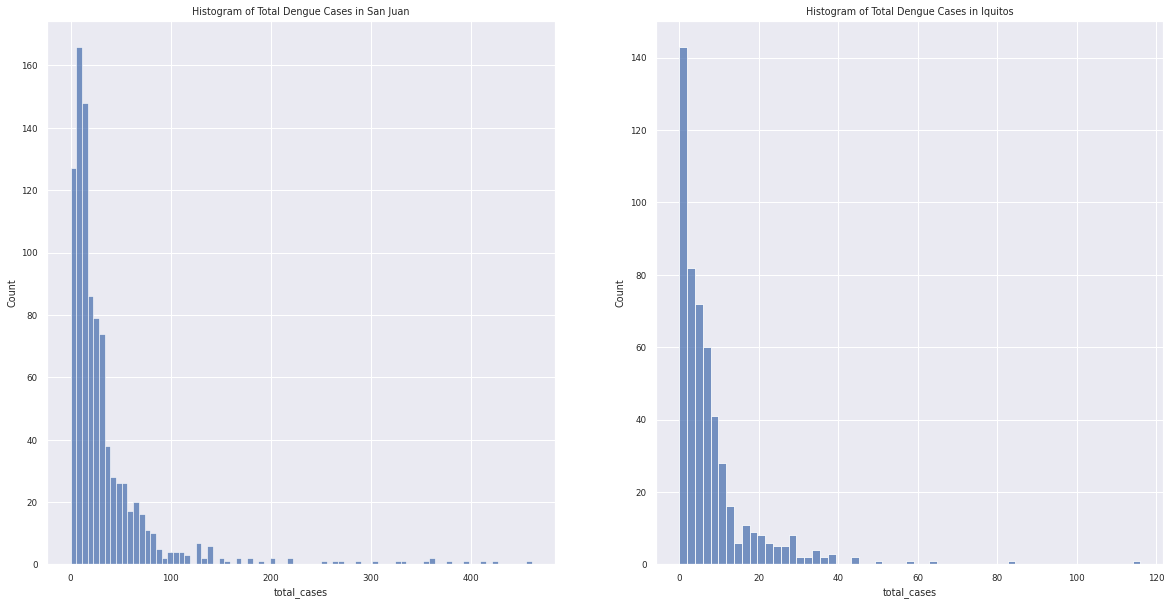 Histogram of Total Dengue Cases in San Juan
160
140
120
100
80
60
40
20
0
Count
0 100 200 300 400
total_cases
Histogram of Total Dengue Cases in Iquitos
140
120
100
80
60
40
20
0
Count
0 20 40 60 80 100 120
total_cases